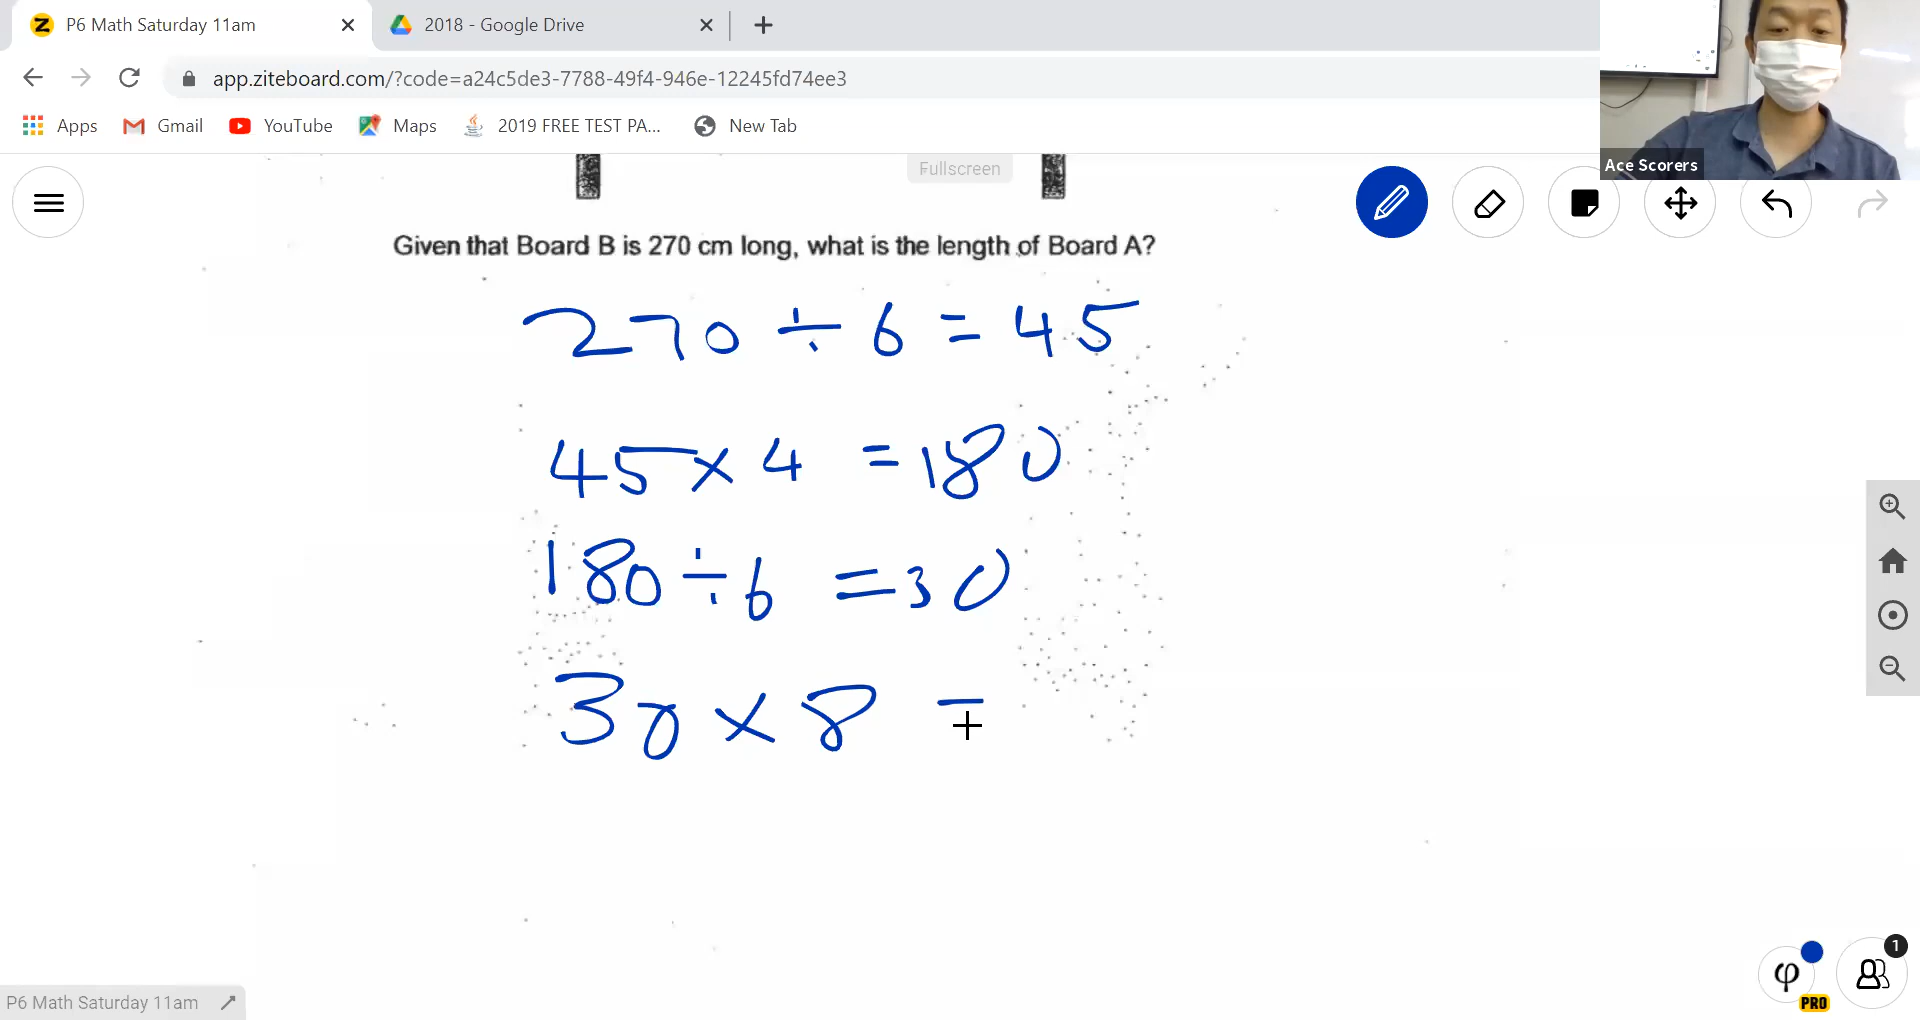 P6 Math Saturday 11am
2018 - Google Drive
app.ziteboard.com/?code=a24c5de3-7788-49f4-946e-12245fd74ee3
Apps Gmail YouTube Maps 2019 FREE TEST PA... New Tab
Ace Scorers
Fullscreen
Given that Board B is 270 cm long, what is the length of Board A?
270 ÷ 6 = 45
45 × 4 = 180
180 ÷ 6 = 30
30 × 8 =
1
φ
PRO
P6 Math Saturday 11am